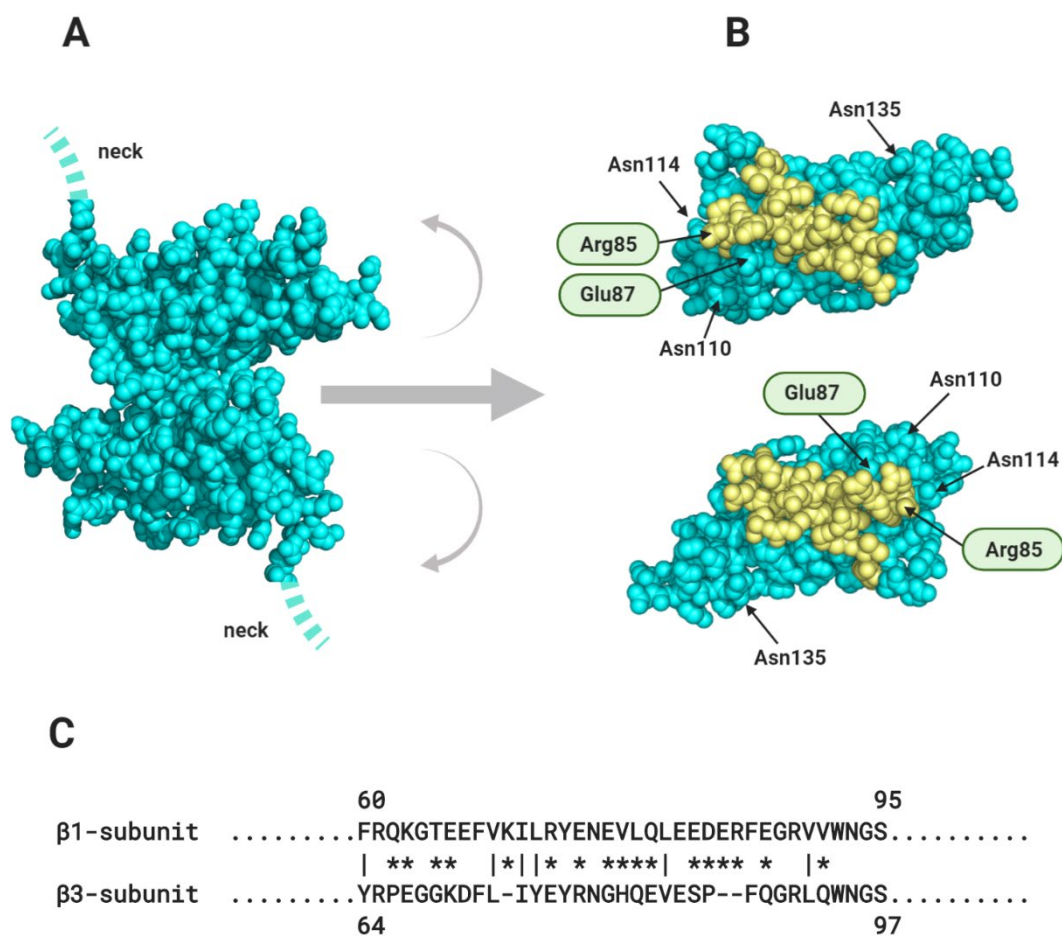 A
B
neck
Asn135
Asn114
Arg85
Glu87
Asn110
Glu87
Asn110
Asn114
Arg85
neck
Asn135
C
60 95
β1-subunit .........FRQKGTEEFVKILRYENEVLQLEEDERFEGRVVWNGS..........
| ** **  |*||* * ****| **** *  |*
β3-subunit .........YRPEGGKDFL-IYEYRNGHQEVESP--FQGRLQWNGS..........
64 97